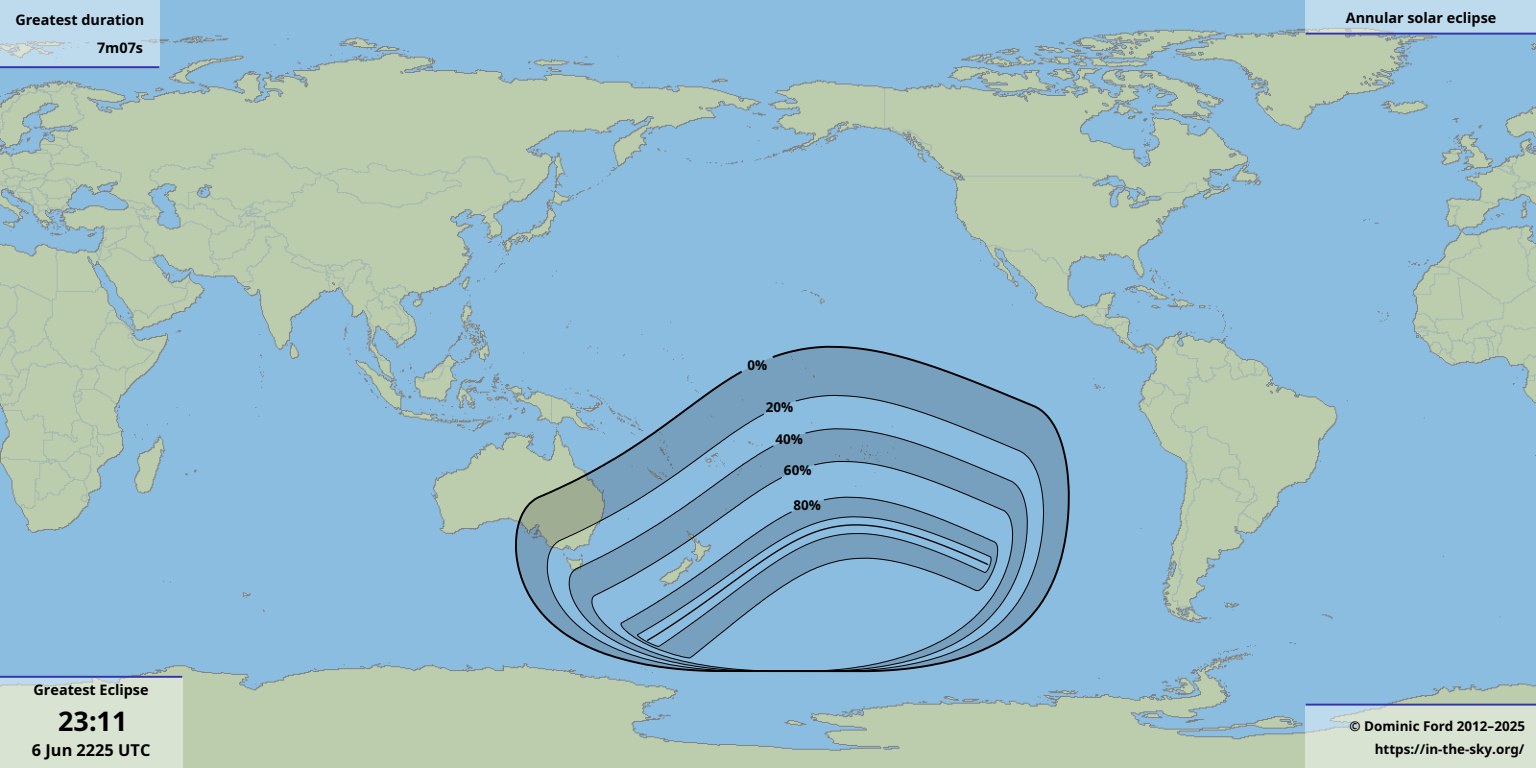 Greatest duration
7m07s
Annular solar eclipse
0%
20%
40%
60%
80%
Greatest Eclipse
23:11
6 Jun 2225 UTC
© Dominic Ford 2012–2025
https://in-the-sky.org/